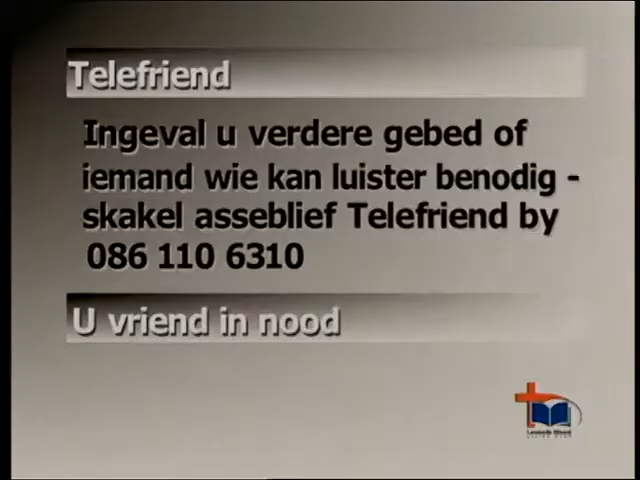 Telefriend
Ingeval u verdere gebed of
iemand wie kan luister benodig -
skakel asseblief Telefriend by
086 110 6310
U vriend in nood